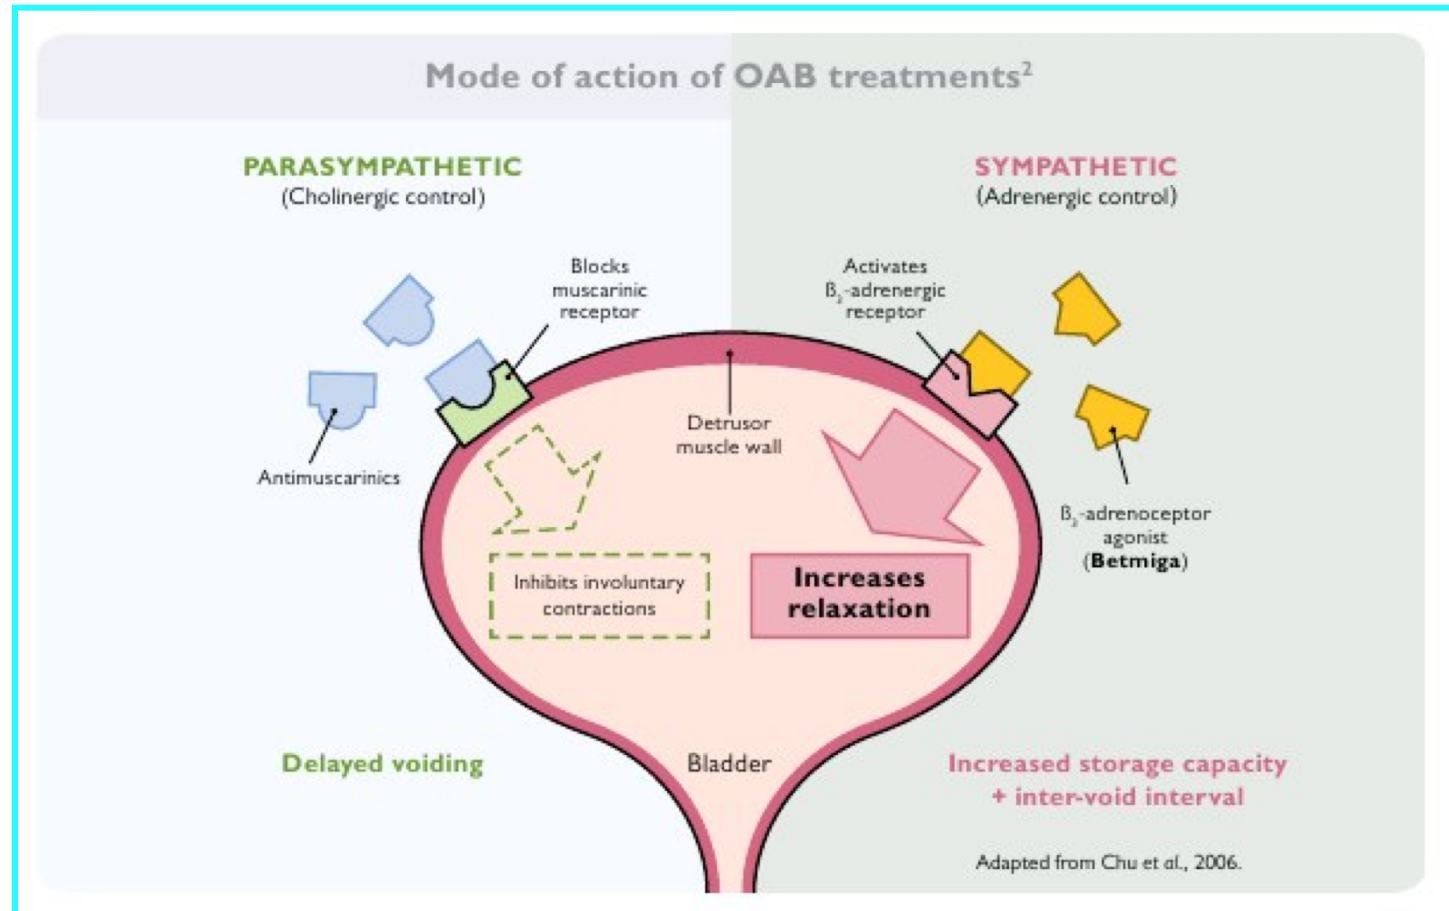 Mode of action of OAB treatments²
PARASYMPATHETIC
(Cholinergic control)
SYMPATHETIC
(Adrenergic control)
Blocks
muscarinic
receptor
Activates
ß₃-adrenergic
receptor
Antimuscarinics
Detrusor
muscle wall
ß₃-adrenoceptor
agonist
(Betmiga)
Inhibits involuntary
contractions
Increases
relaxation
Delayed voiding
Bladder
Increased storage capacity
+ inter-void interval
Adapted from Chu et al., 2006.